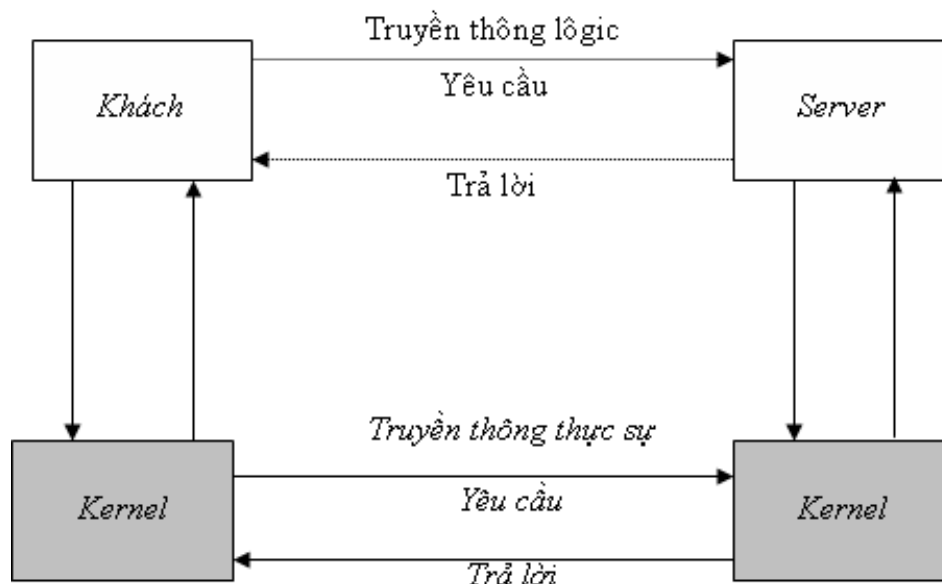 Truyền thông lôgic
Khách
Yêu cầu
Server
Trả lời
Truyền thông thực sự
Kernel
Yêu cầu
Kernel
Trả lời